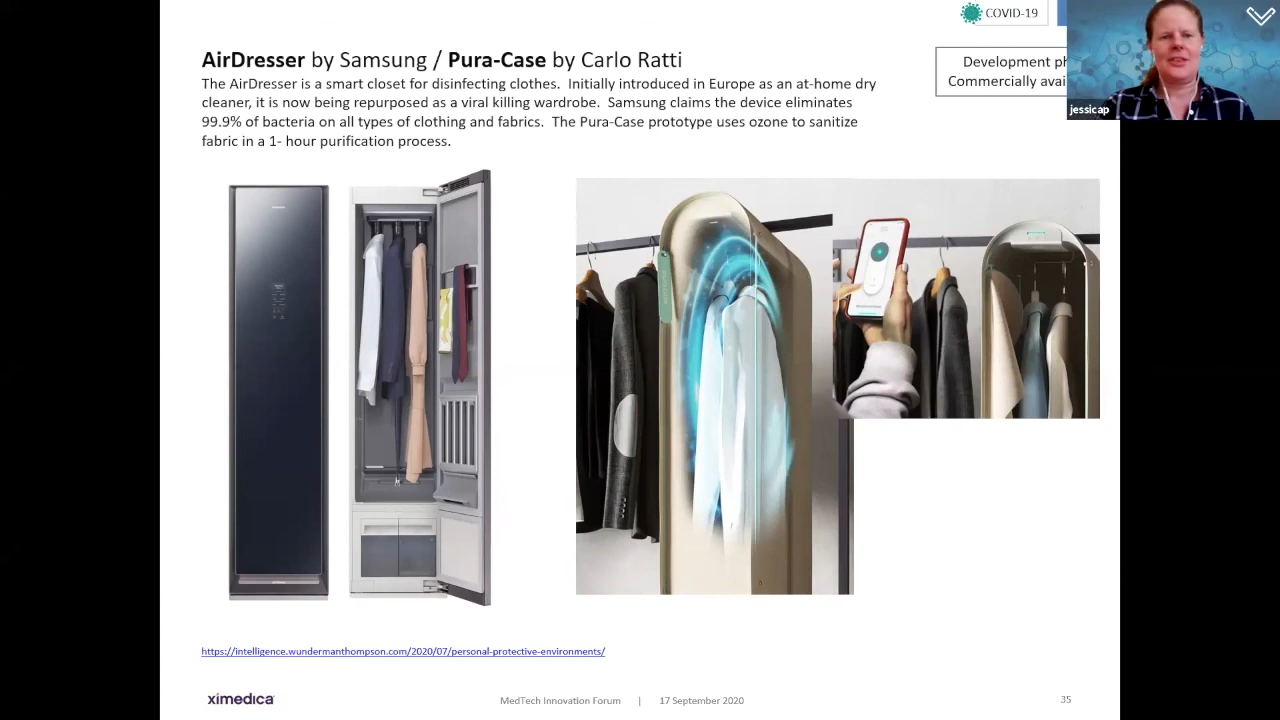 COVID-19
AirDresser by Samsung / Pura-Case by Carlo Ratti
The AirDresser is a smart closet for disinfecting clothes. Initially introduced in Europe as an at-home dry
cleaner, it is now being repurposed as a viral killing wardrobe. Samsung claims the device eliminates
99.9% of bacteria on all types of clothing and fabrics. The Pura-Case prototype uses ozone to sanitize
fabric in a 1- hour purification process.
Development ph
Commercially avai
jessicap
https://intelligence.wundermanthompson.com/2020/07/personal-protective-environments/
ximedica
MedTech Innovation Forum | 17 September 2020
35